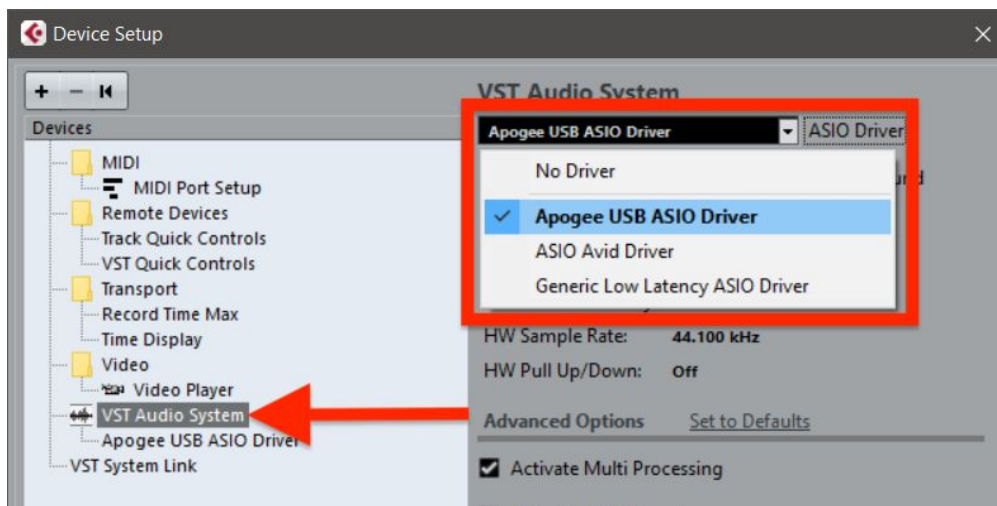 Device Setup
+ −
Devices
MIDI
MIDI Port Setup
Remote Devices
Track Quick Controls
VST Quick Controls
Transport
Record Time Max
Time Display
Video
Video Player
VST Audio System
Apogee USB ASIO Driver
VST System Link
VST Audio System
Apogee USB ASIO Driver
ASIO Driver
No Driver
Apogee USB ASIO Driver
ASIO Avid Driver
Generic Low Latency ASIO Driver
HW Sample Rate: 44.100 kHz
HW Pull Up/Down: Off
Advanced Options Set to Defaults
Activate Multi Processing